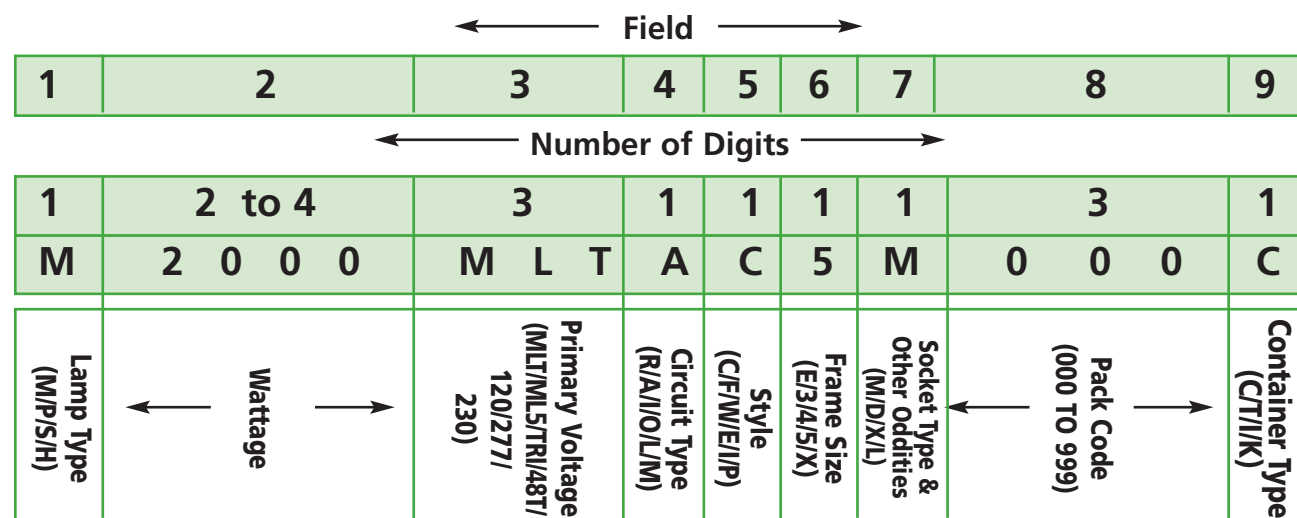 Field
1 2 3 4 5 6 7 8 9
Number of Digits
1 2 to 4 3 1 1 1 1 3 1
M 2 0 0 0 M L T A C 5 M 0 0 0 C
Lamp Type
(M/P/S/H)
Wattage
Primary Voltage
(MLT/ML5/TRI/48T/
120/277/
230)
Circuit Type
(R/A/I/O/L/M)
Style
(C/F/W/E/I/P)
Frame Size
(E/3/4/5/X)
Socket Type &
Other Oddities
(M/D/X/L)
Pack Code
(000 TO 999)
Container Type
(C/T/I/K)